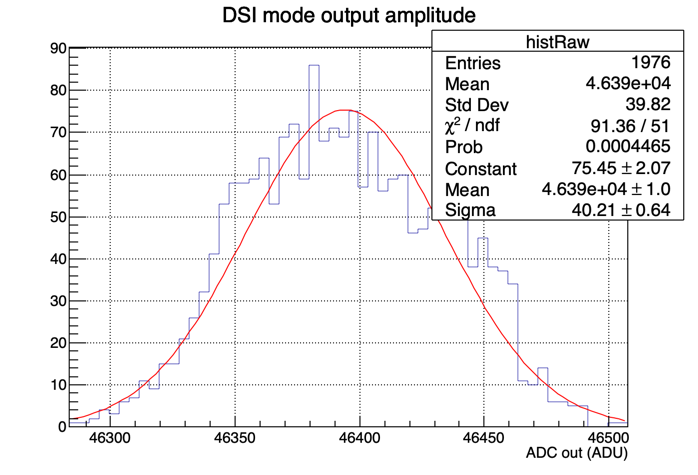 DSI mode output amplitude
histRaw
Entries 1976
Mean 4.639e+04
Std Dev 39.82
χ² / ndf 91.36 / 51
Prob 0.0004465
Constant 75.45 ± 2.07
Mean 4.639e+04 ± 1.0
Sigma 40.21 ± 0.64
90
80
70
60
50
40
30
20
10
0
46300 46350 46400 46450 46500
ADC out (ADU)